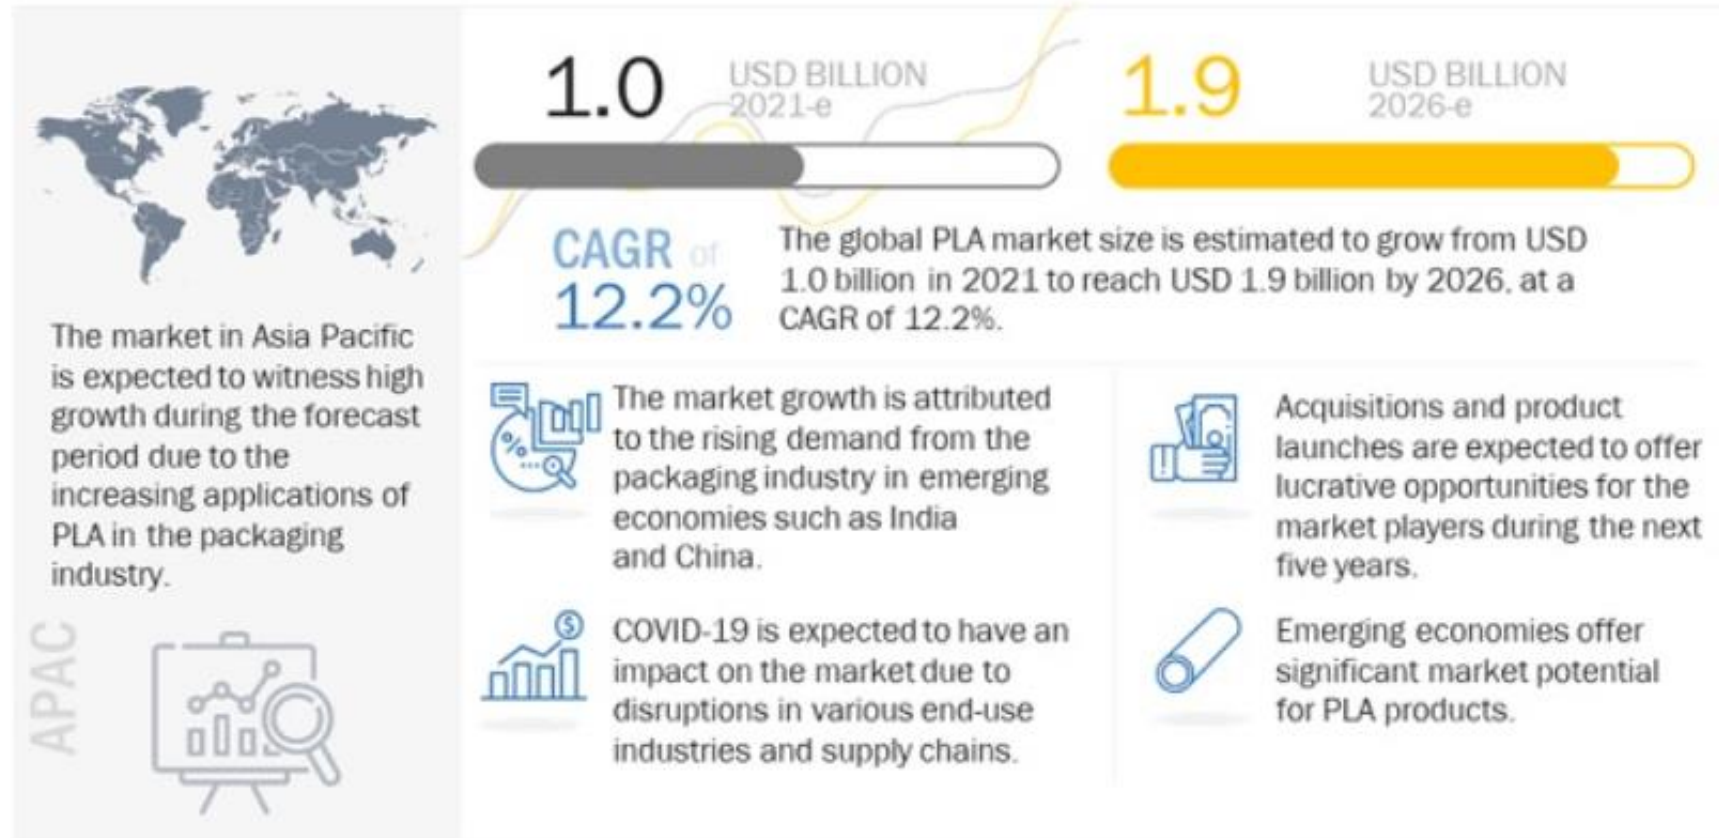 1.0
USD BILLION
2021-e
1.9
USD BILLION
2026-e
CAGR of
12.2%
The global PLA market size is estimated to grow from USD
1.0 billion in 2021 to reach USD 1.9 billion by 2026, at a
CAGR of 12.2%.
The market in Asia Pacific
is expected to witness high
growth during the forecast
period due to the
increasing applications of
PLA in the packaging
industry.
APAC
%
The market growth is attributed
to the rising demand from the
packaging industry in emerging
economies such as India
and China.
Acquisitions and product
launches are expected to offer
lucrative opportunities for the
market players during the next
five years.
$
COVID-19 is expected to have an
impact on the market due to
disruptions in various end-use
industries and supply chains.
Emerging economies offer
significant market potential
for PLA products.